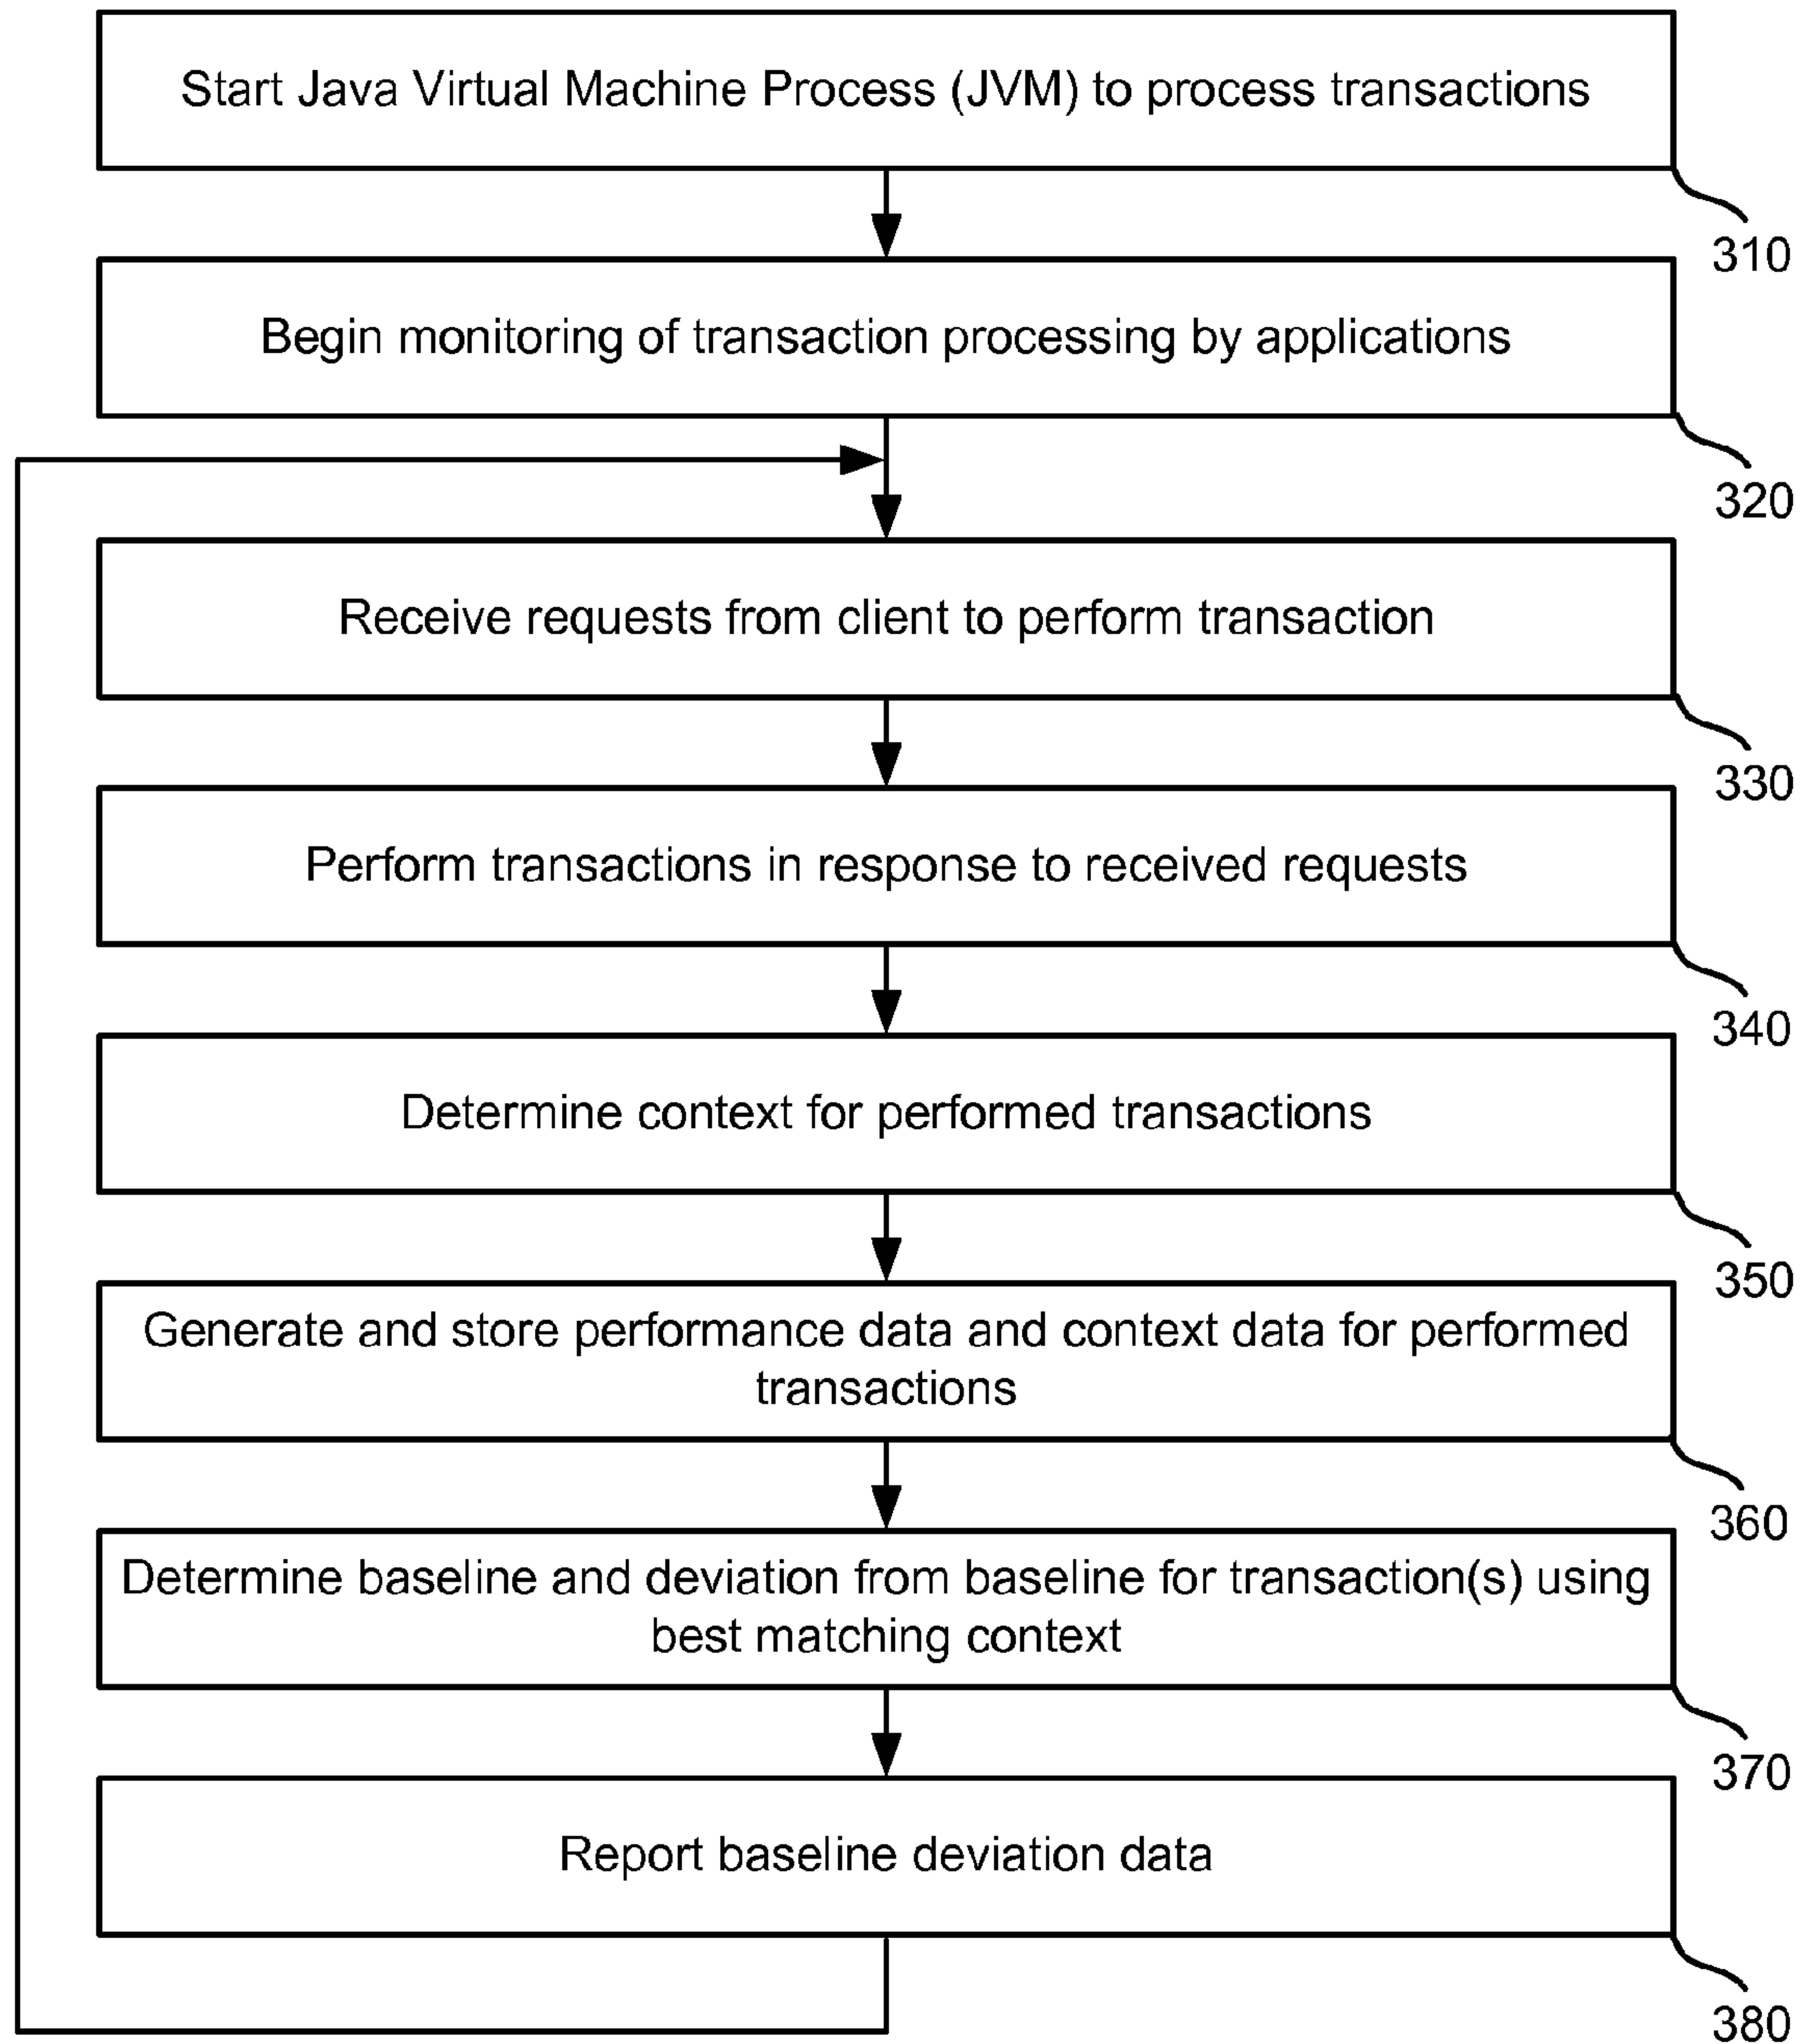 Start Java Virtual Machine Process (JVM) to process transactions
310
Begin monitoring of transaction processing by applications
320
Receive requests from client to perform transaction
330
Perform transactions in response to received requests
340
Determine context for performed transactions
350
Generate and store performance data and context data for performed
transactions
360
Determine baseline and deviation from baseline for transaction(s) using
best matching context
370
Report baseline deviation data
380